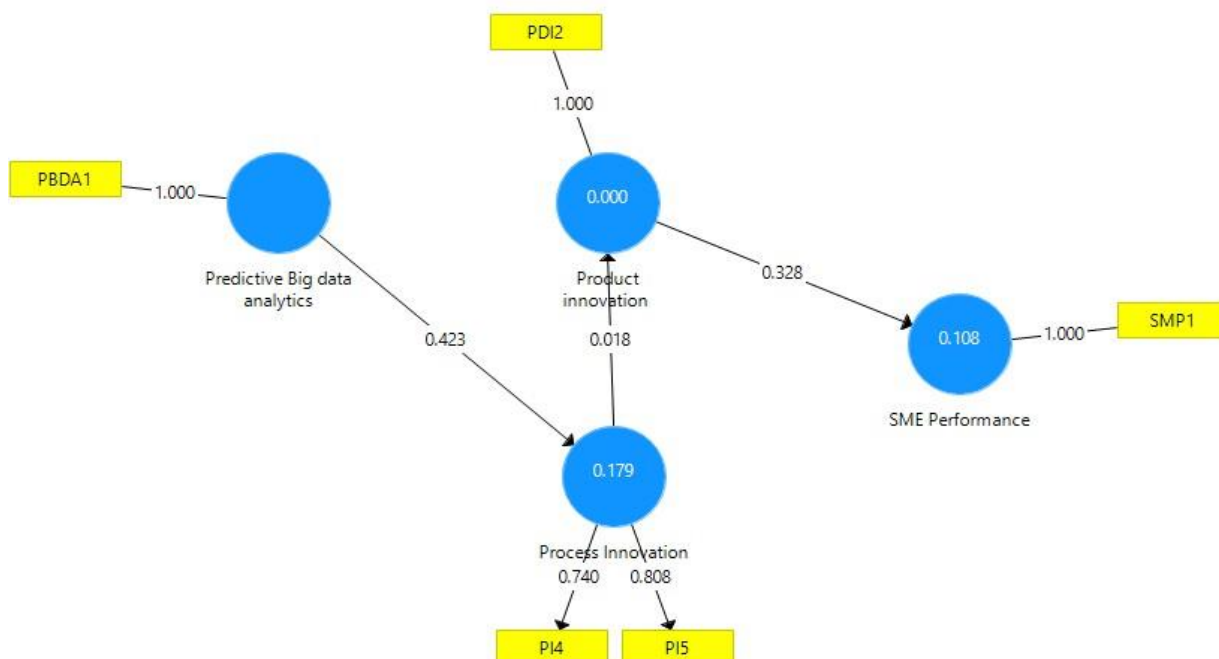 PDI2
1.000
PBDA1
1.000
0.000
Predictive Big data
analytics
Product
innovation
0.328
SMP1
1.000
0.108
0.423
0.018
SME Performance
0.179
Process Innovation
0.740
0.808
PI4
PI5